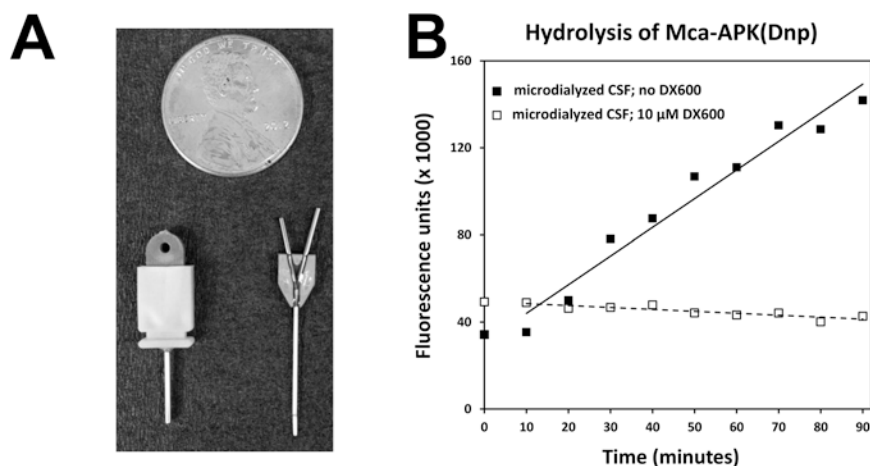 A
B
Hydrolysis of Mca-APK(Dnp)
160
microdialyzed CSF; no DX600
microdialyzed CSF; 10 µM DX600
120
80
40
0
Fluorescence units (x 1000)
0 10 20 30 40 50 60 70 80 90
Time (minutes)